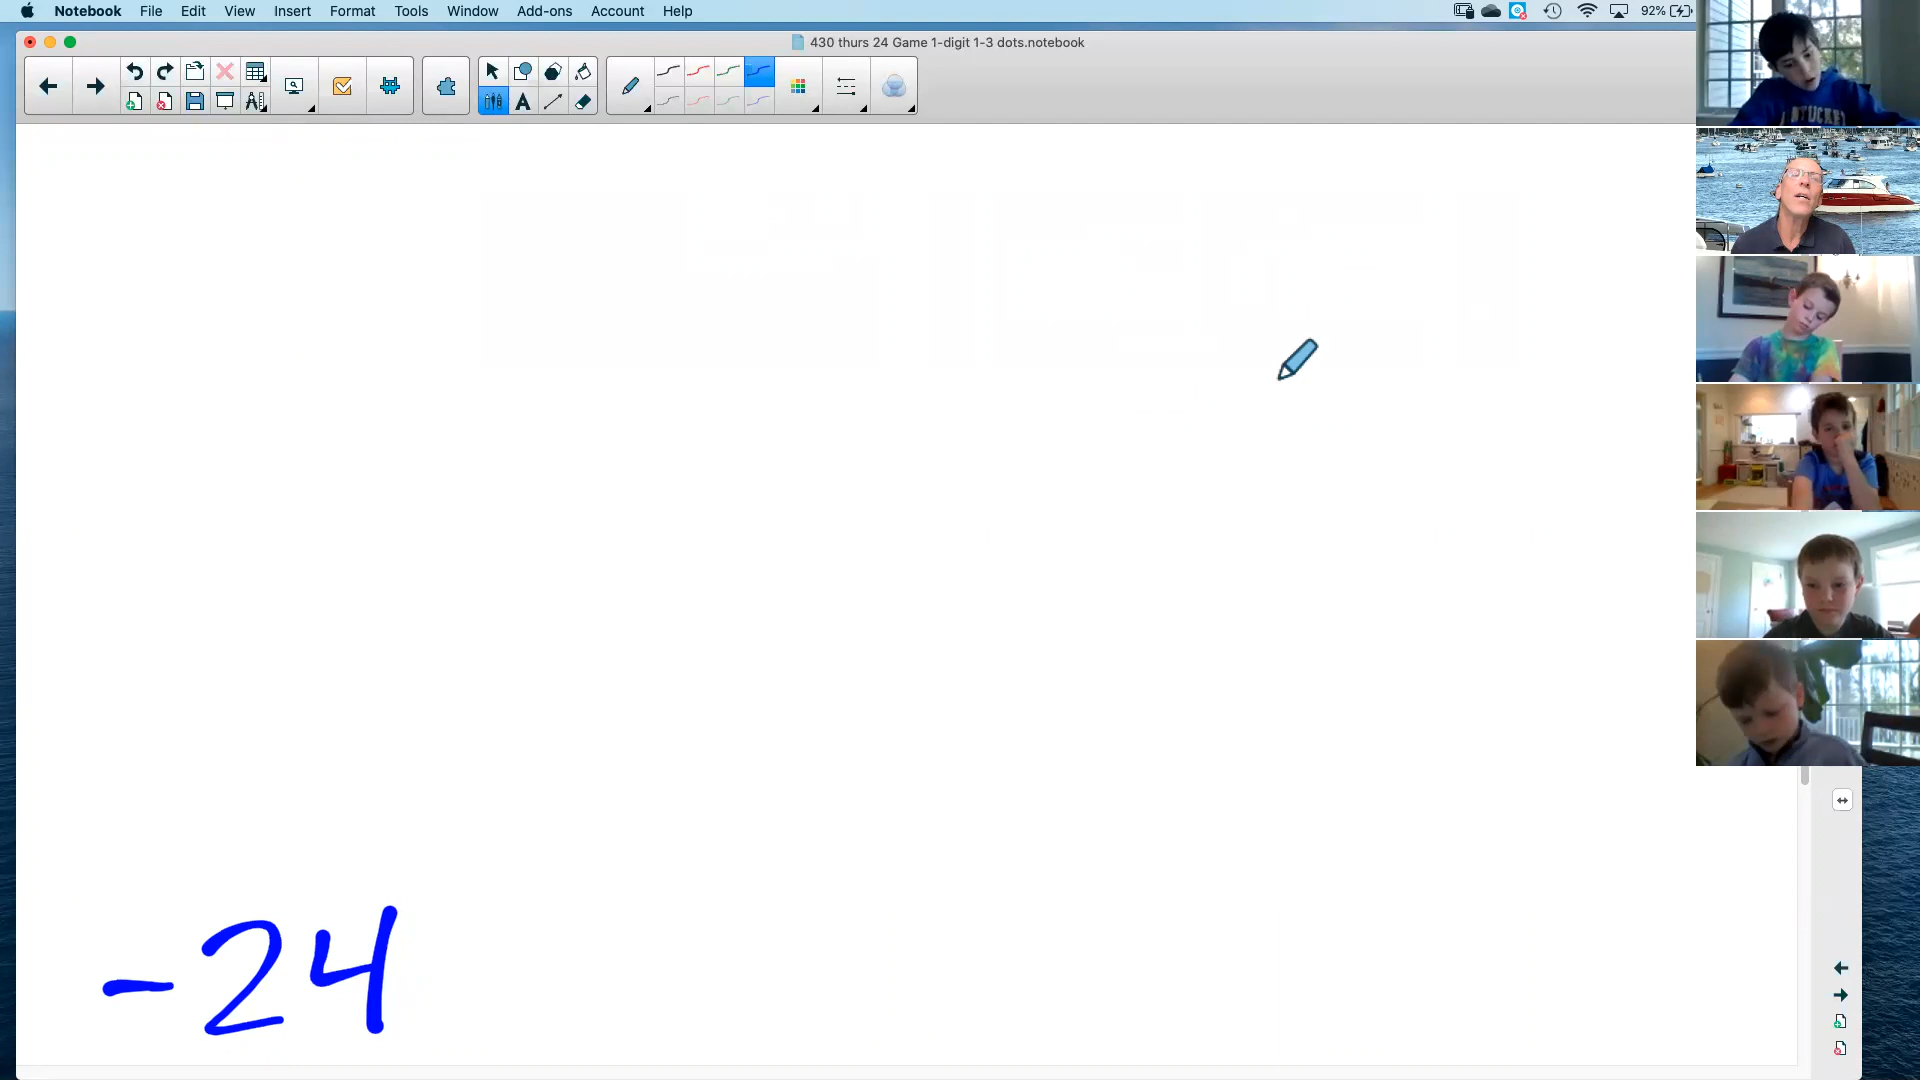 Notebook File Edit View Insert Format Tools Window Add-ons Account Help 92%
430 thurs 24 Game 1-digit 1-3 dots.notebook
A
NTUCKE
-24